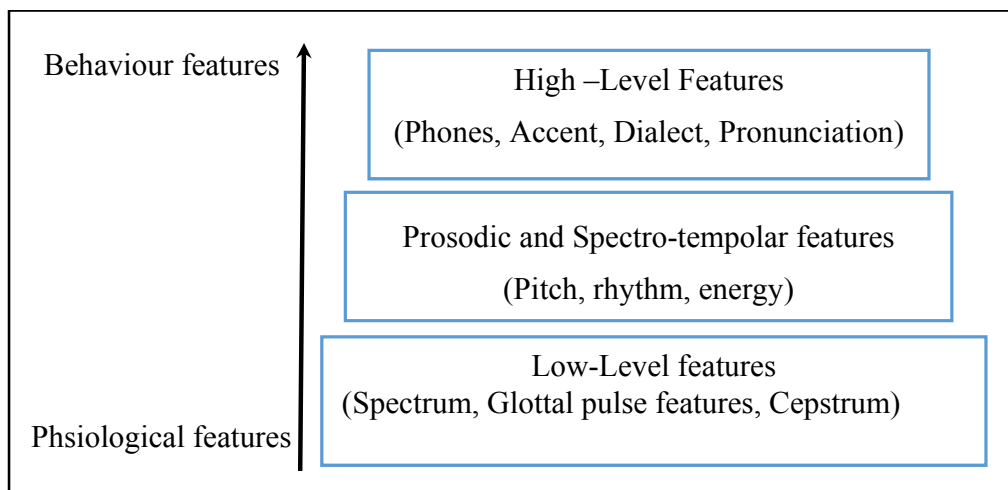 Behaviour features
High –Level Features
(Phones, Accent, Dialect, Pronunciation)
Prosodic and Spectro-tempolar features
(Pitch, rhythm, energy)
Low-Level features
(Spectrum, Glottal pulse features, Cepstrum)
Phsiological features